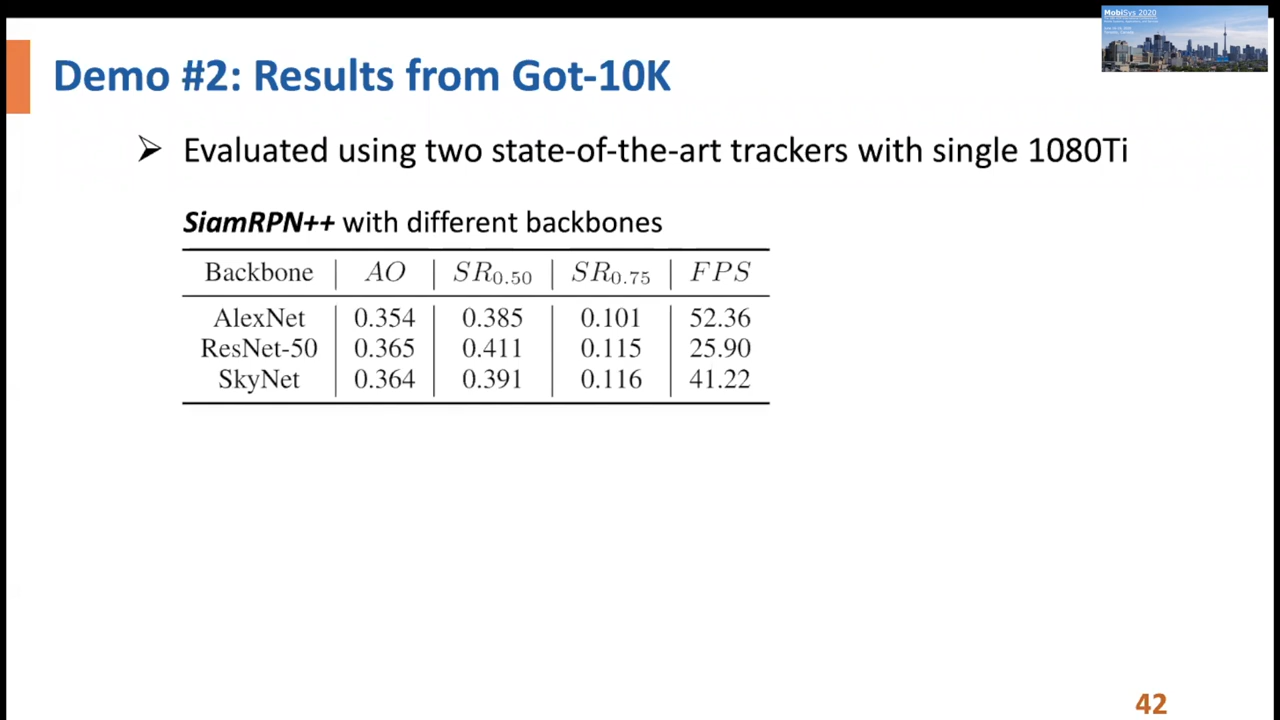 MobiSys 2020
Demo #2: Results from Got-10K
➢ Evaluated using two state-of-the-art trackers with single 1080Ti
SiamRPN++ with different backbones
Backbone | AO | SR0.50 | SR0.75 | FPS
AlexNet | 0.354 | 0.385 | 0.101 | 52.36
ResNet-50 | 0.365 | 0.411 | 0.115 | 25.90
SkyNet | 0.364 | 0.391 | 0.116 | 41.22
42